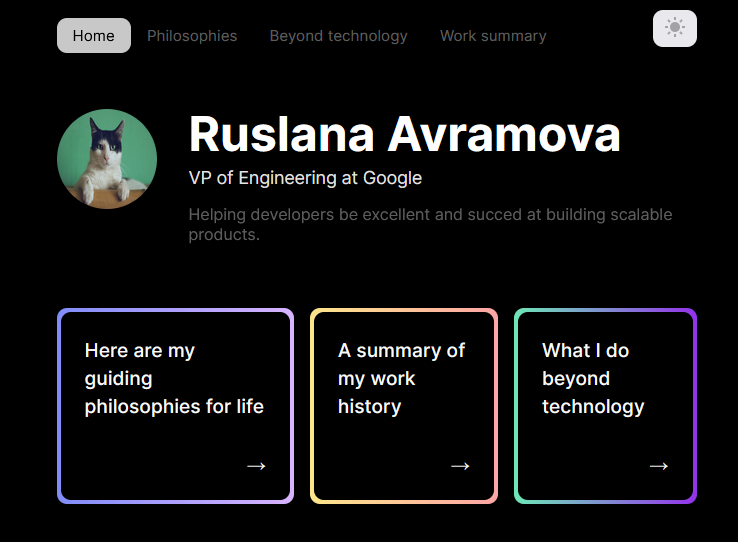 Home Philosophies Beyond technology Work summary
Ruslana Avramova
VP of Engineering at Google
Helping developers be excellent and succed at building scalable
products.
Here are my
guiding
philosophies for life
→
A summary of
my work
history
→
What I do
beyond
technology
→